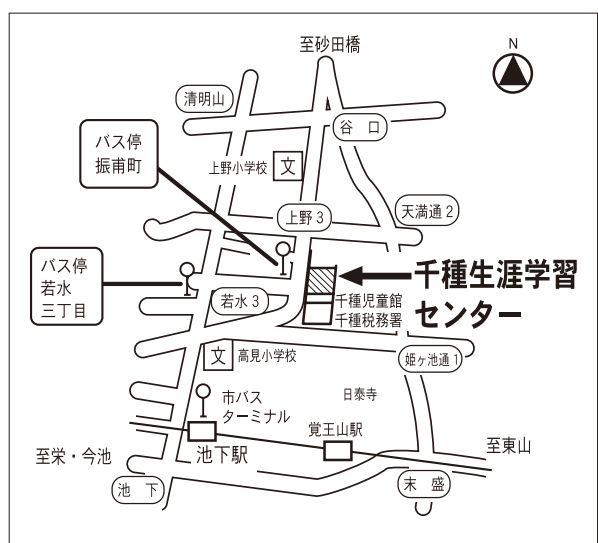 至砂田橋
N
清明山
谷 口
バス停
振甫町
上野小学校
文
上野 3
天満通 2
バス停
若水
三丁目
若水 3
千種生涯学習
センター
千種児童館
千種税務署
文
高見小学校
姫ヶ池通 1
市バス
ターミナル
日泰寺
覚王山駅
至栄・今池
池下駅
至東山
池 下
末 盛